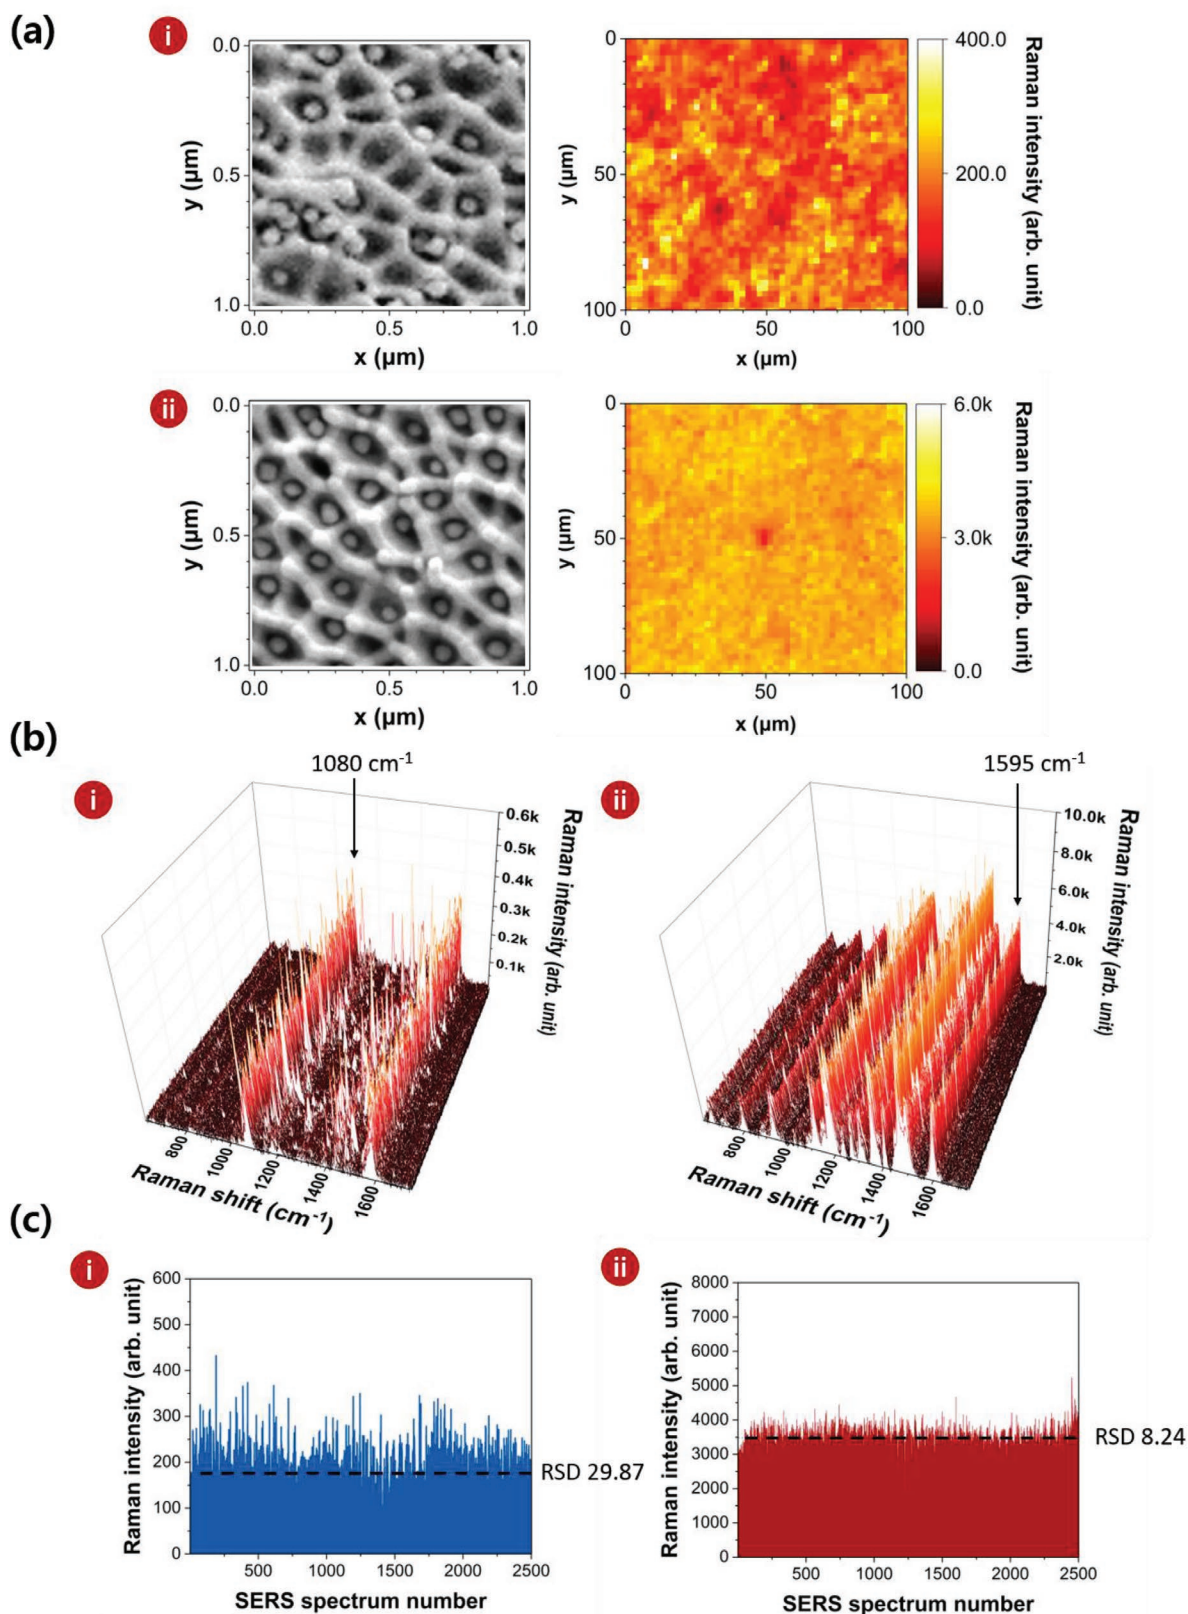 (a)
i
0.0
0.5
1.0
y (µm)
0.0 0.5 1.0
x (µm)
0
50
100
y (µm)
0 50 100
x (µm)
400.0
200.0
0.0
Raman intensity (arb. unit)
ii
0.0
0.5
1.0
y (µm)
0.0 0.5 1.0
x (µm)
0
50
100
y (µm)
0 50 100
x (µm)
6.0k
3.0k
0.0
Raman intensity (arb. unit)
(b)
i
1080 cm⁻¹
0.6k
0.5k
0.4k
0.3k
0.2k
0.1k
Raman intensity (arb. unit)
800 1000 1200 1400 1600
Raman shift (cm⁻¹)
ii
1595 cm⁻¹
10.0k
8.0k
6.0k
4.0k
2.0k
Raman intensity (arb. unit)
800 1000 1200 1400 1600
Raman shift (cm⁻¹)
(c)
i
600
500
400
300
200
100
0
Raman intensity (arb. unit)
RSD 29.87
500 1000 1500 2000 2500
SERS spectrum number
ii
8000
7000
6000
5000
4000
3000
2000
1000
0
Raman intensity (arb. unit)
RSD 8.24
500 1000 1500 2000 2500
SERS spectrum number